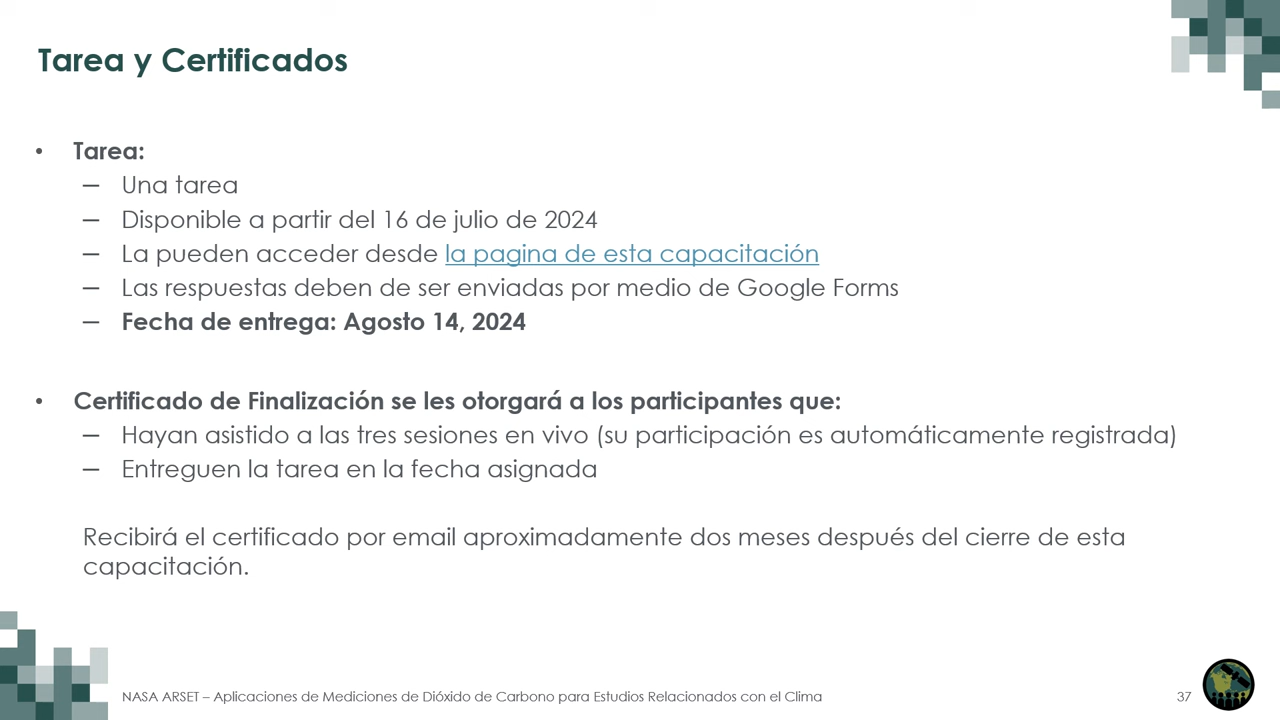 Tarea y Certificados
• Tarea:
– Una tarea
– Disponible a partir del 16 de julio de 2024
– La pueden acceder desde la pagina de esta capacitación
– Las respuestas deben de ser enviadas por medio de Google Forms
– Fecha de entrega: Agosto 14, 2024
• Certificado de Finalización se les otorgará a los participantes que:
– Hayan asistido a las tres sesiones en vivo (su participación es automáticamente registrada)
– Entreguen la tarea en la fecha asignada
Recibirá el certificado por email aproximadamente dos meses después del cierre de esta
capacitación.
NASA ARSET – Aplicaciones de Mediciones de Dióxido de Carbono para Estudios Relacionados con el Clima
37